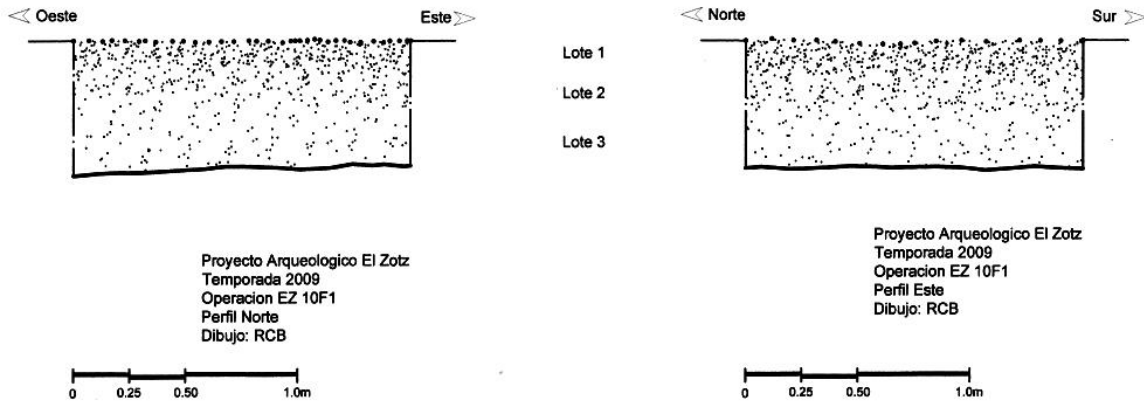 Oeste
Este
Norte
Sur
Lote 1
Lote 2
Lote 3
Proyecto Arqueologico El Zotz
Temporada 2009
Operacion EZ 10F1
Perfil Norte
Dibujo: RCB
0 0.25 0.50 1.0m
Proyecto Arqueologico El Zotz
Temporada 2009
Operacion EZ 10F1
Perfil Este
Dibujo: RCB
0 0.25 0.50 1.0m